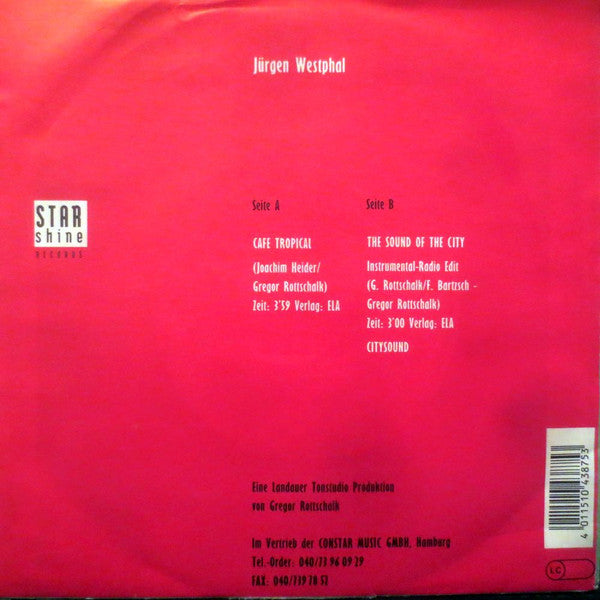 Jürgen Westphal
STAR
shine
RECORDS
Seite A
CAFE TROPICAL
(Joachim Heider/
Gregor Rottschalk)
Zeit: 3'59 Verlag: ELA
Seite B
THE SOUND OF THE CITY
Instrumental-Radio Edit
(G. Rottschalk/F. Bartzsch -
Gregor Rottschalk)
Zeit: 3'00 Verlag: ELA
CITYSOUND
Eine Landauer Tonstudio Produktion
von Gregor Rottschalk
Im Vertrieb der CONSTAR MUSIC GMBH, Hamburg
Tel.-Order: 040/73 96 09 29
FAX: 040/739 78 51
4 011510 438753
LC